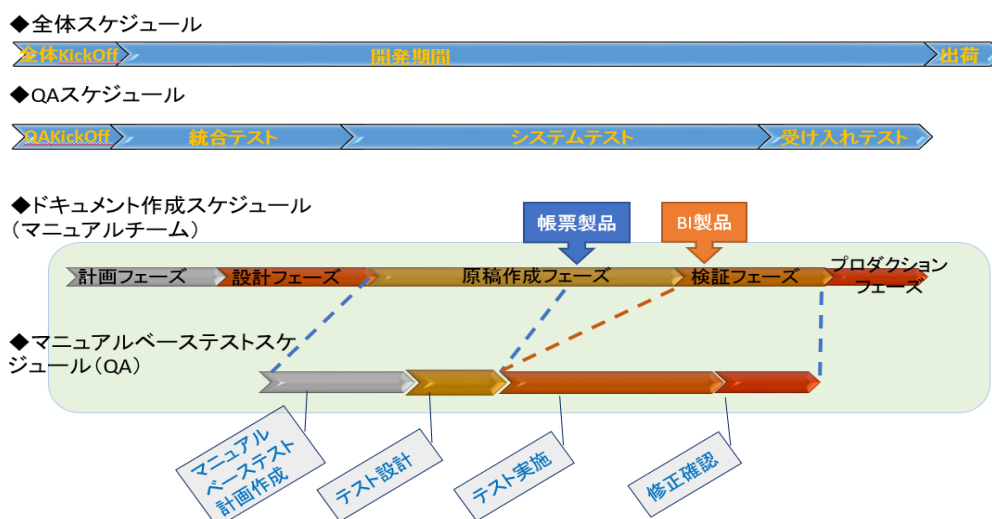 ◆全体スケジュール
全体KickOff
開発期間
出荷
◆QAスケジュール
QAKickOff
統合テスト
システムテスト
受け入れテスト
◆ドキュメント作成スケジュール
（マニュアルチーム）
帳票製品
BI製品
計画フェーズ
設計フェーズ
原稿作成フェーズ
検証フェーズ
プロダクション
フェーズ
◆マニュアルベーステストスケ
ジュール（QA）
マニュアル
ベーステスト
計画作成
テスト設計
テスト実施
修正確認